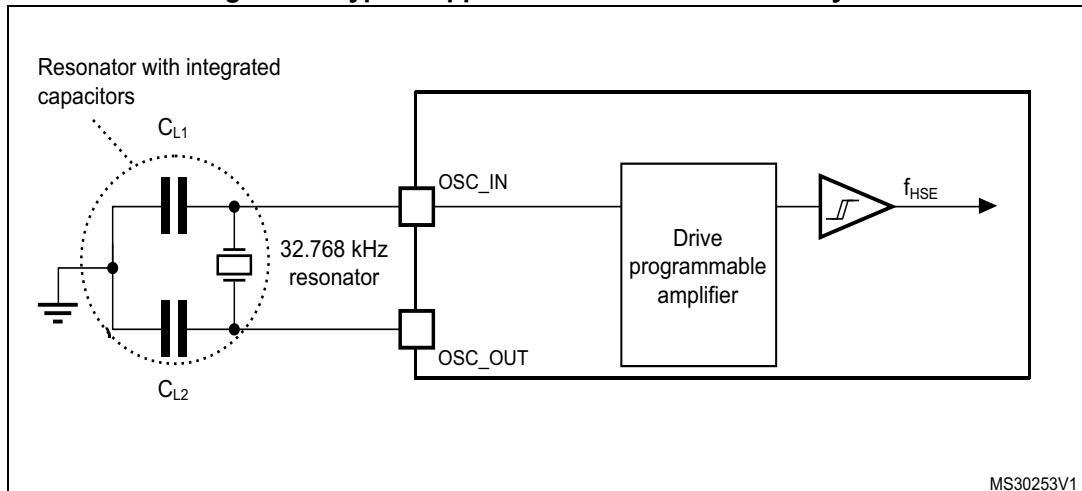 Resonator with integrated
capacitors
C_L1
OSC_IN
f_HSE
32.768 kHz
resonator
Drive
programmable
amplifier
OSC_OUT
C_L2
MS30253V1